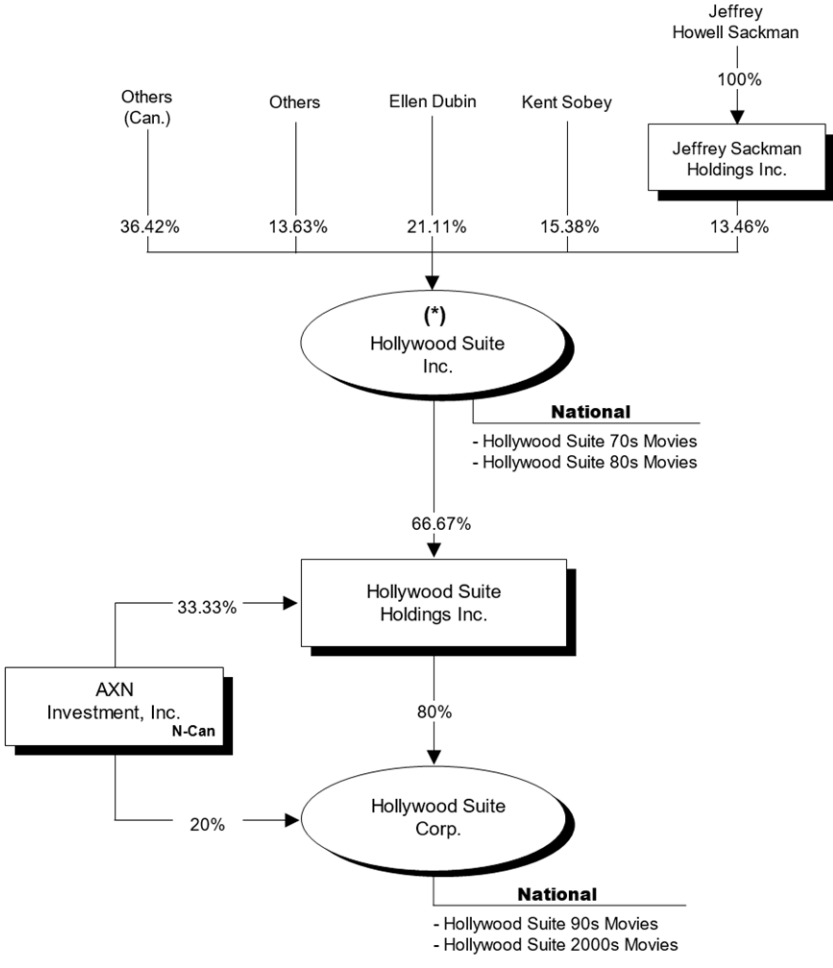 Jeffrey
Howell Sackman
100%
Others
(Can.)
Others
Ellen Dubin
Kent Sobey
Jeffrey Sackman
Holdings Inc.
36.42%
13.63%
21.11%
15.38%
13.46%
(*)
Hollywood Suite
Inc.
National
- Hollywood Suite 70s Movies
- Hollywood Suite 80s Movies
66.67%
Hollywood Suite
Holdings Inc.
33.33%
AXN
Investment, Inc.
N-Can
80%
20%
Hollywood Suite
Corp.
National
- Hollywood Suite 90s Movies
- Hollywood Suite 2000s Movies